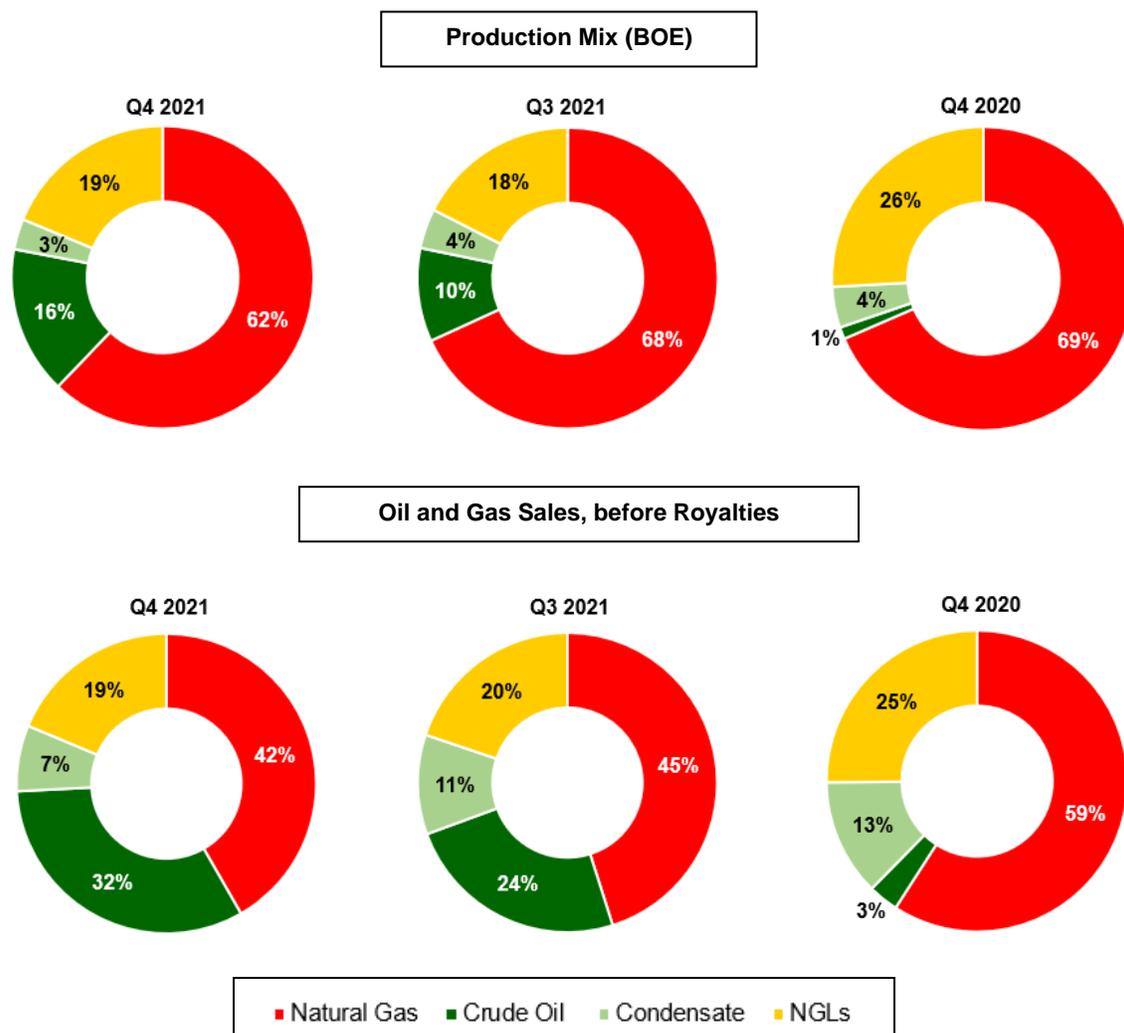 Production Mix (BOE)
Q4 2021
Q3 2021
Q4 2020
19%
3%
16%
62%
18%
4%
10%
68%
26%
4%
1%
69%
Oil and Gas Sales, before Royalties
Q4 2021
Q3 2021
Q4 2020
19%
7%
42%
32%
20%
11%
45%
24%
25%
13%
59%
3%
Natural Gas Crude Oil Condensate NGLs